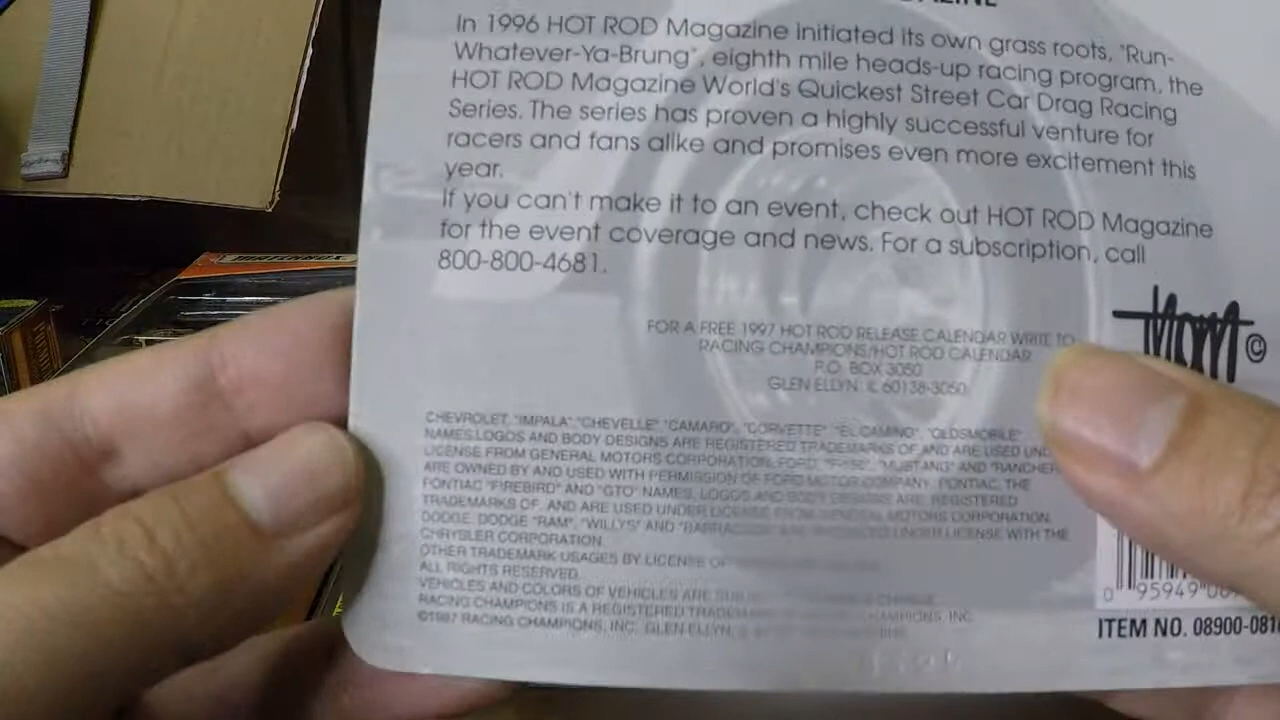 In 1996 HOT ROD Magazine initiated its own grass roots, "Run-
Whatever-Ya-Brung", eighth mile heads-up racing program, the
HOT ROD Magazine World's Quickest Street Car Drag Racing
Series. The series has proven a highly successful venture for
racers and fans alike and promises even more excitement this
year.
If you can't make it to an event, check out HOT ROD Magazine
for the event coverage and news. For a subscription, call
800-800-4681.
MATCHBOX
FOR A FREE 1997 HOT ROD RELEASE CALENDAR WRITE TO
RACING CHAMPIONS/HOT ROD CALENDAR
P.O. BOX 3050
GLEN ELLYN, IL 60138-3050
©
CHEVROLET, "IMPALA", "CHEVELLE", "CAMARO", "CORVETTE", "EL CAMINO", "OLDSMOBILE"
NAMES, LOGOS AND BODY DESIGNS ARE REGISTERED TRADEMARKS OF AND ARE USED
LICENSE FROM GENERAL MOTORS CORPORATION. FORD, "MUSTANG" AND
ARE OWNED BY AND USED WITH PERMISSION OF FORD MOTOR COMPANY. PONTIAC, THE
PONTIAC "FIREBIRD" AND "GTO" NAMES, LOGOS AND BODY DESIGNS ARE REGISTERED
TRADEMARKS OF, AND ARE USED UNDER LICENSE FROM GENERAL MOTORS CORPORATION.
DODGE, DODGE "RAM", "WILLYS" AND UNDER LICENSE WITH THE
CHRYSLER CORPORATION.
OTHER TRADEMARK USAGES BY LICENSE OF
ALL RIGHTS RESERVED.
VEHICLES AND COLORS OF VEHICLES ARE
RACING CHAMPIONS IS A REGISTERED CHAMPIONS, INC.
©1997 RACING CHAMPIONS, INC. GLEN ELLYN,
0 95949
ITEM NO. 08900-081